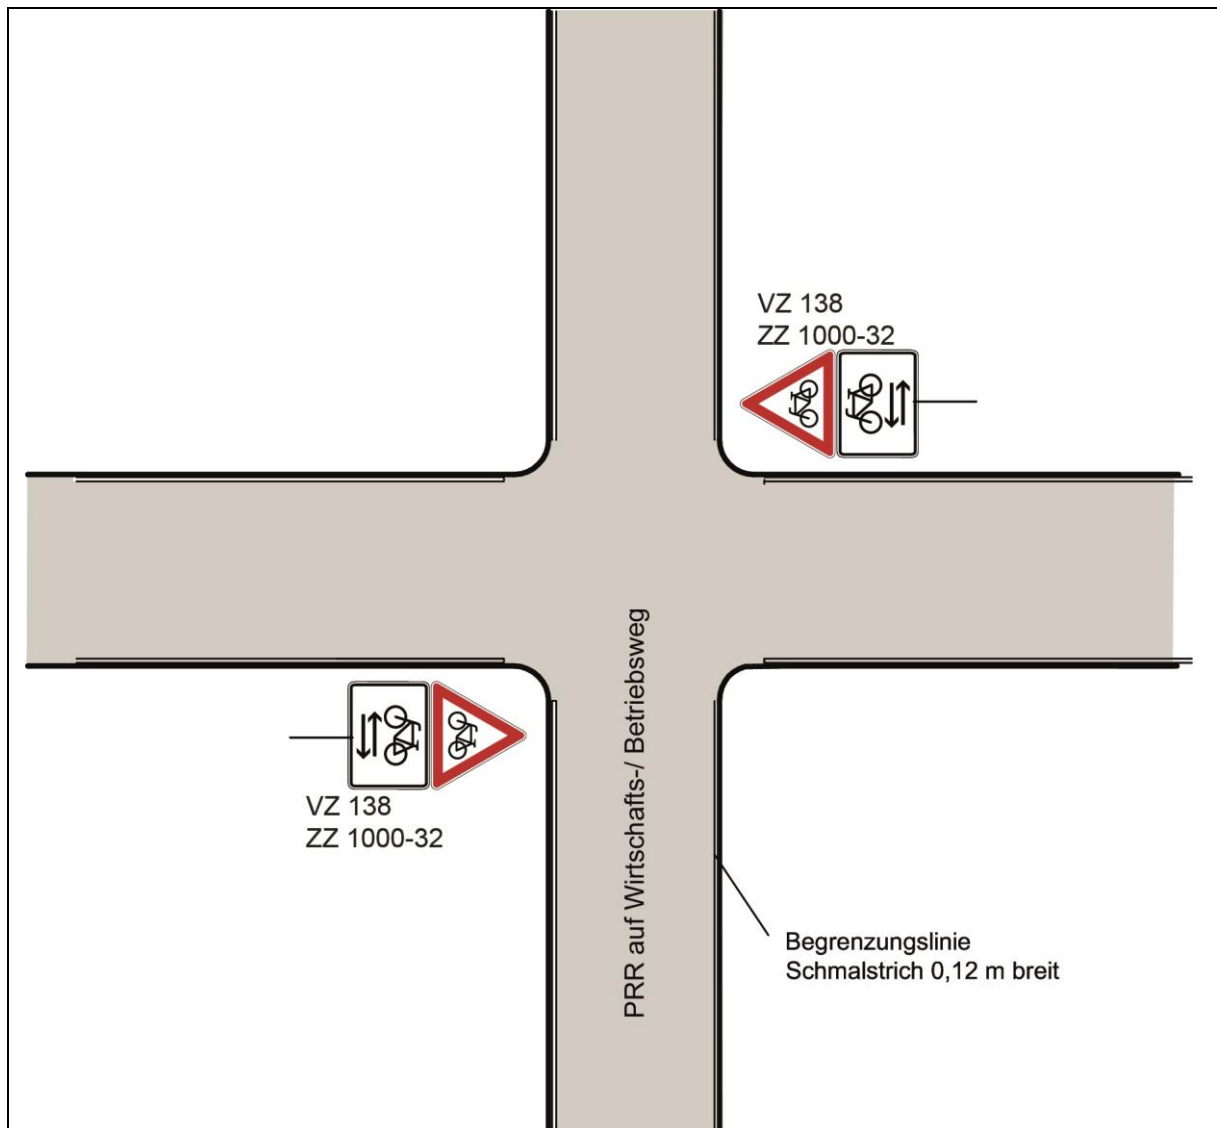 VZ 138
ZZ 1000-32
PRR auf Wirtschafts-/ Betriebsweg
VZ 138
ZZ 1000-32
Begrenzungslinie
Schmalstrich 0,12 m breit